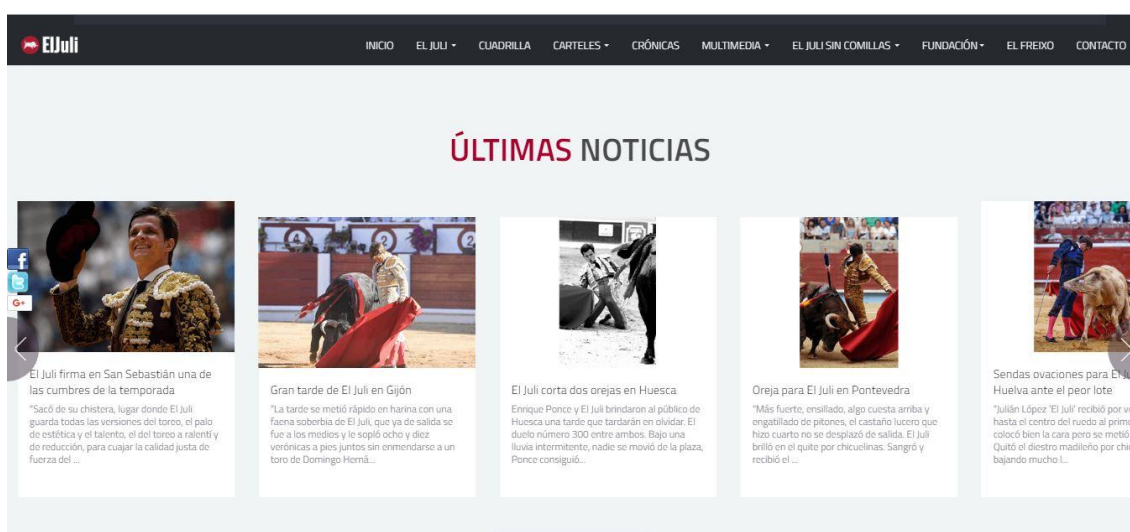 ElJuli
INICIO EL JULI CUADRILLA CARTELES CRÓNICAS MULTIMEDIA EL JULI SIN COMILLAS FUNDACIÓN EL FREIXO CONTACTO
ÚLTIMAS NOTICIAS
f
G+
El Juli firma en San Sebastián una de
las cumbres de la temporada
"Sacó de su chistera, lugar donde El Juli
guarda todas las versiones del toreo, el palo
de estética y el talento, el del toreo a ralentí y
de reducción, para cuajar la calidad justa de
fuerza del ...
2
2
Gran tarde de El Juli en Gijón
"La tarde se metió rápido en harina con una
faena soberbia de El Juli, que ya de salida se
fue a los medios y le sopló ocho y diez
verónicas a pies juntos sin enmendarse a un
toro de Domingo Herná...
El Juli corta dos orejas en Huesca
Enrique Ponce y El Juli brindaron al público de
Huesca una tarde que tardarán en olvidar. El
duelo número 300 entre ambos. Bajo una
lluvia intermitente, nadie se movió de la plaza,
Ponce consiguió...
Oreja para El Juli en Pontevedra
"Más fuerte, ensillado, algo cuesta arriba y
engatillado de pitones, el castaño lucero que
hizo cuarto no se desplazó de salida. El Juli
brilló en el quite por chicuelinas. Sangró y
recibió el ...
Sendas ovaciones para El
Huelva ante el peor lote
"Julián López 'El Juli' recibió por
hasta el centro del ruedo al
colocó bien la cara pero se metió
Quitó el diestro madileño por
bajando mucho l...